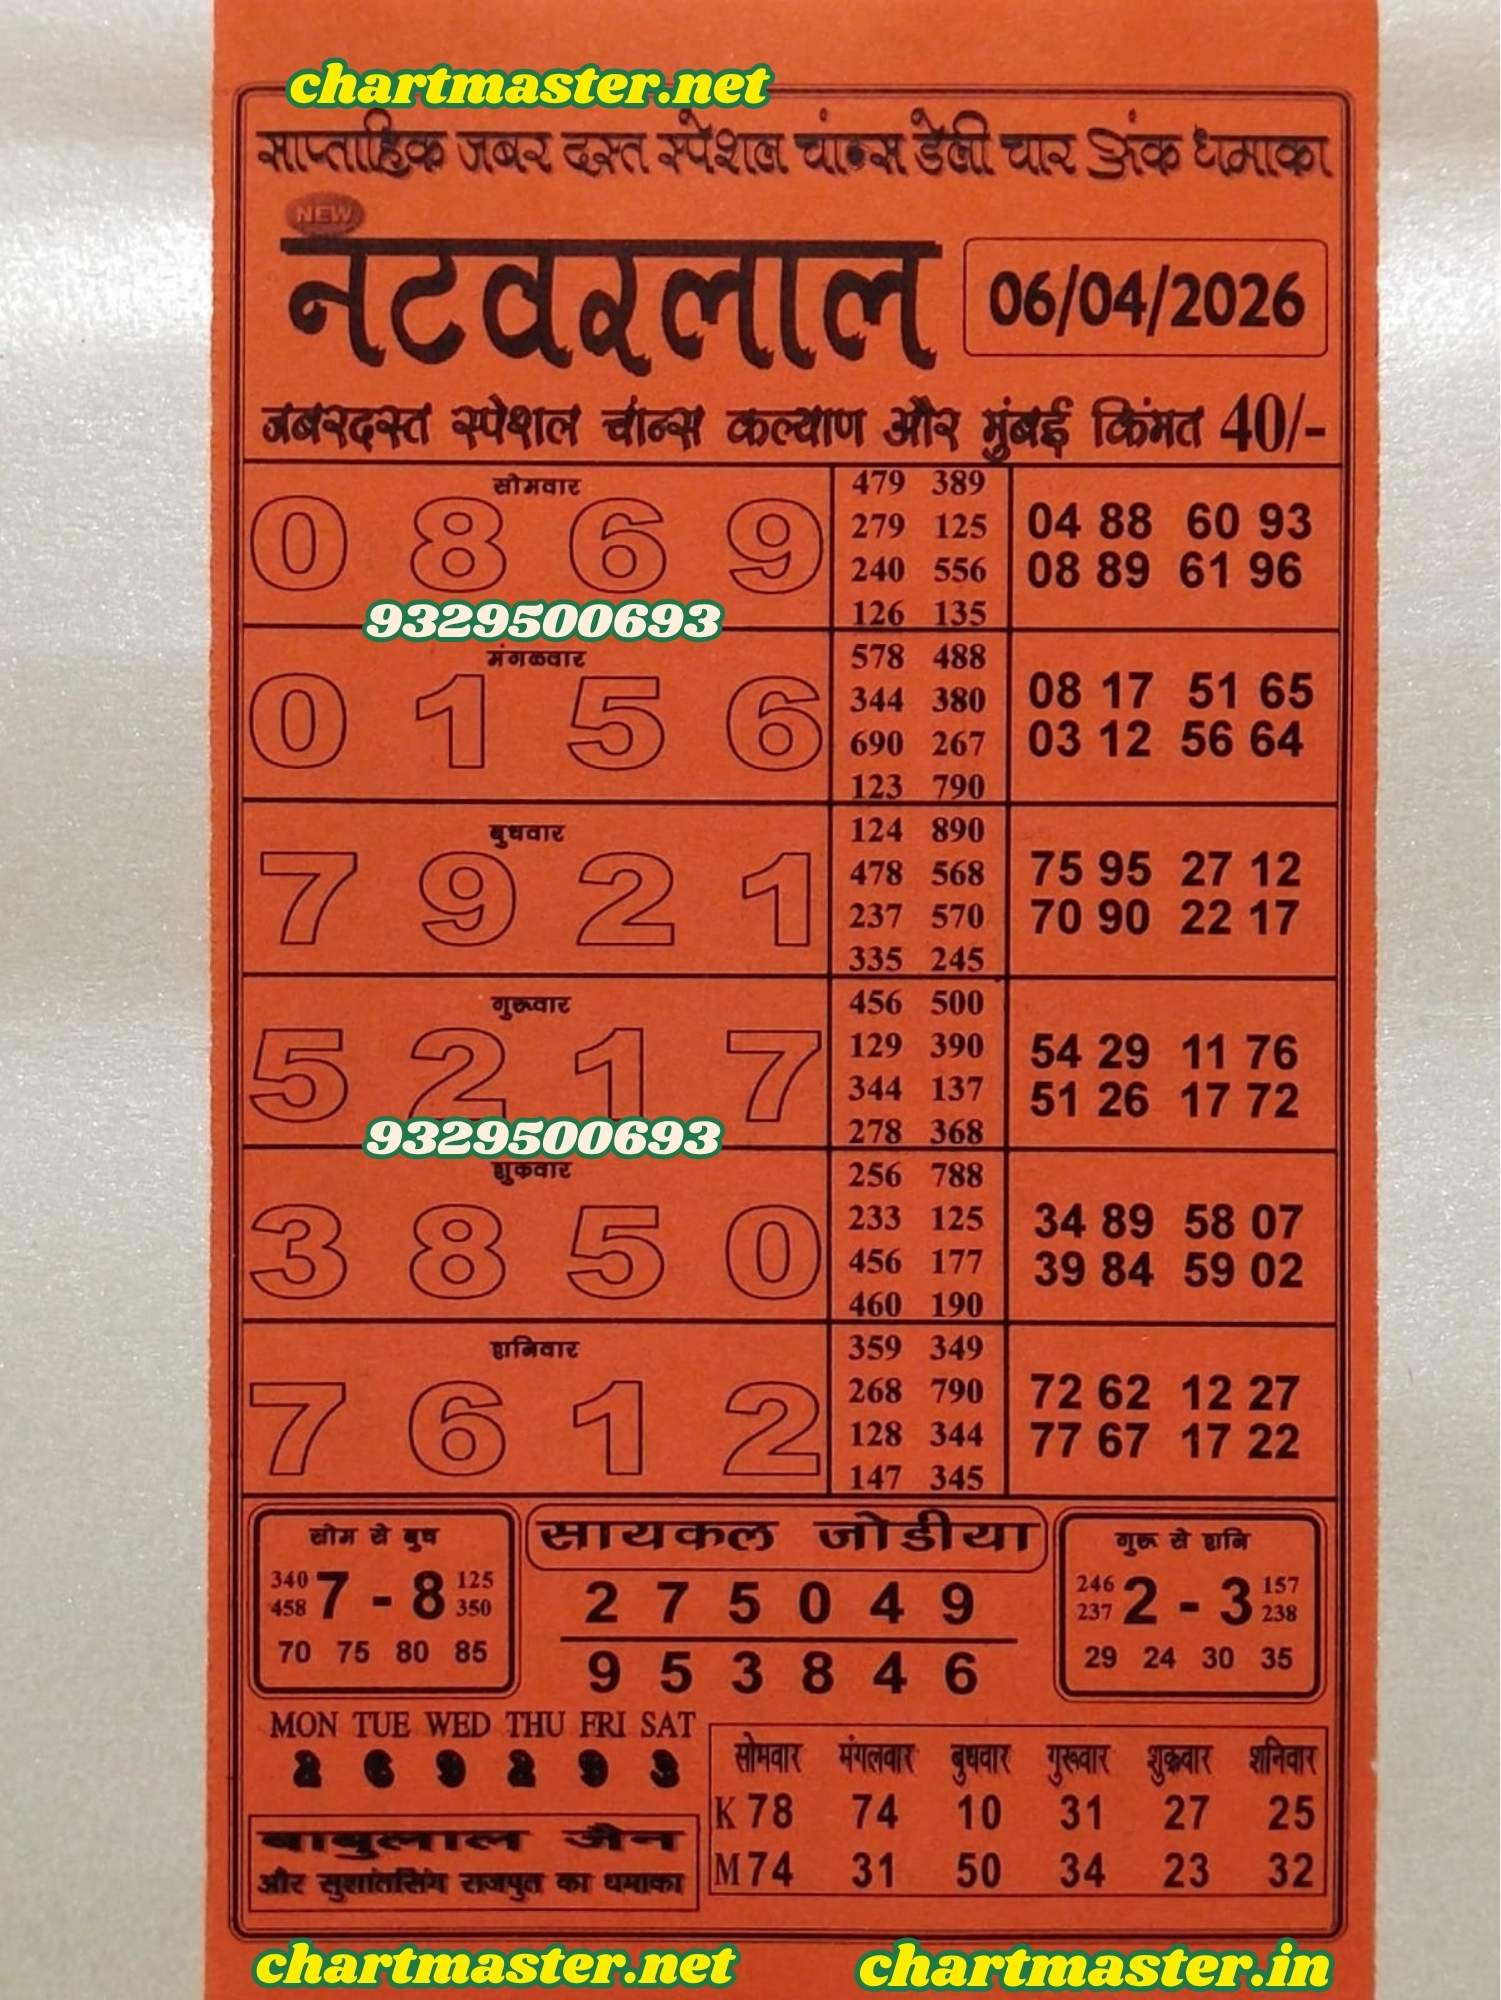 chartmaster.net
साप्ताहिक जबर दस्त स्पेशल चांन्स डेली चार अंक धमाका
NEW
नटवरलाल 06/04/2026
जबरदस्त स्पेशल चांन्स कल्याण और मुंबई किंमत 40/-
सोमवार
0 8 6 9
479 389
279 125
240 556
126 135
04 88 60 93
08 89 61 96
9329500693
मंगळवार
0 1 5 6
578 488
344 380
690 267
123 790
08 17 51 65
03 12 56 64
बुधवार
7 9 2 1
124 890
478 568
237 570
335 245
75 95 27 12
70 90 22 17
गुरूवार
5 2 1 7
456 500
129 390
344 137
278 368
54 29 11 76
51 26 17 72
9329500693
शुक्रवार
3 8 5 0
256 788
233 125
456 177
460 190
34 89 58 07
39 84 59 02
शनिवार
7 6 1 2
359 349
268 790
128 344
147 345
72 62 12 27
77 67 17 22
सोम से बुध
340 7 - 8 125
458 350
70 75 80 85
सायकल जोडीया
2 7 5 0 4 9
9 5 3 8 4 6
गुरू से शनि
246 2 - 3 157
237 238
29 24 30 35
MON TUE WED THU FRI SAT
2 6 9 2 9 3
बाबुलाल जैन
और सुशांतसिंग राजपुत का धमाका
सोमवार मंगलवार बुधवार गुरूवार शुक्रवार शनिवार
K 78 74 10 31 27 25
M 74 31 50 34 23 32
chartmaster.net chartmaster.in